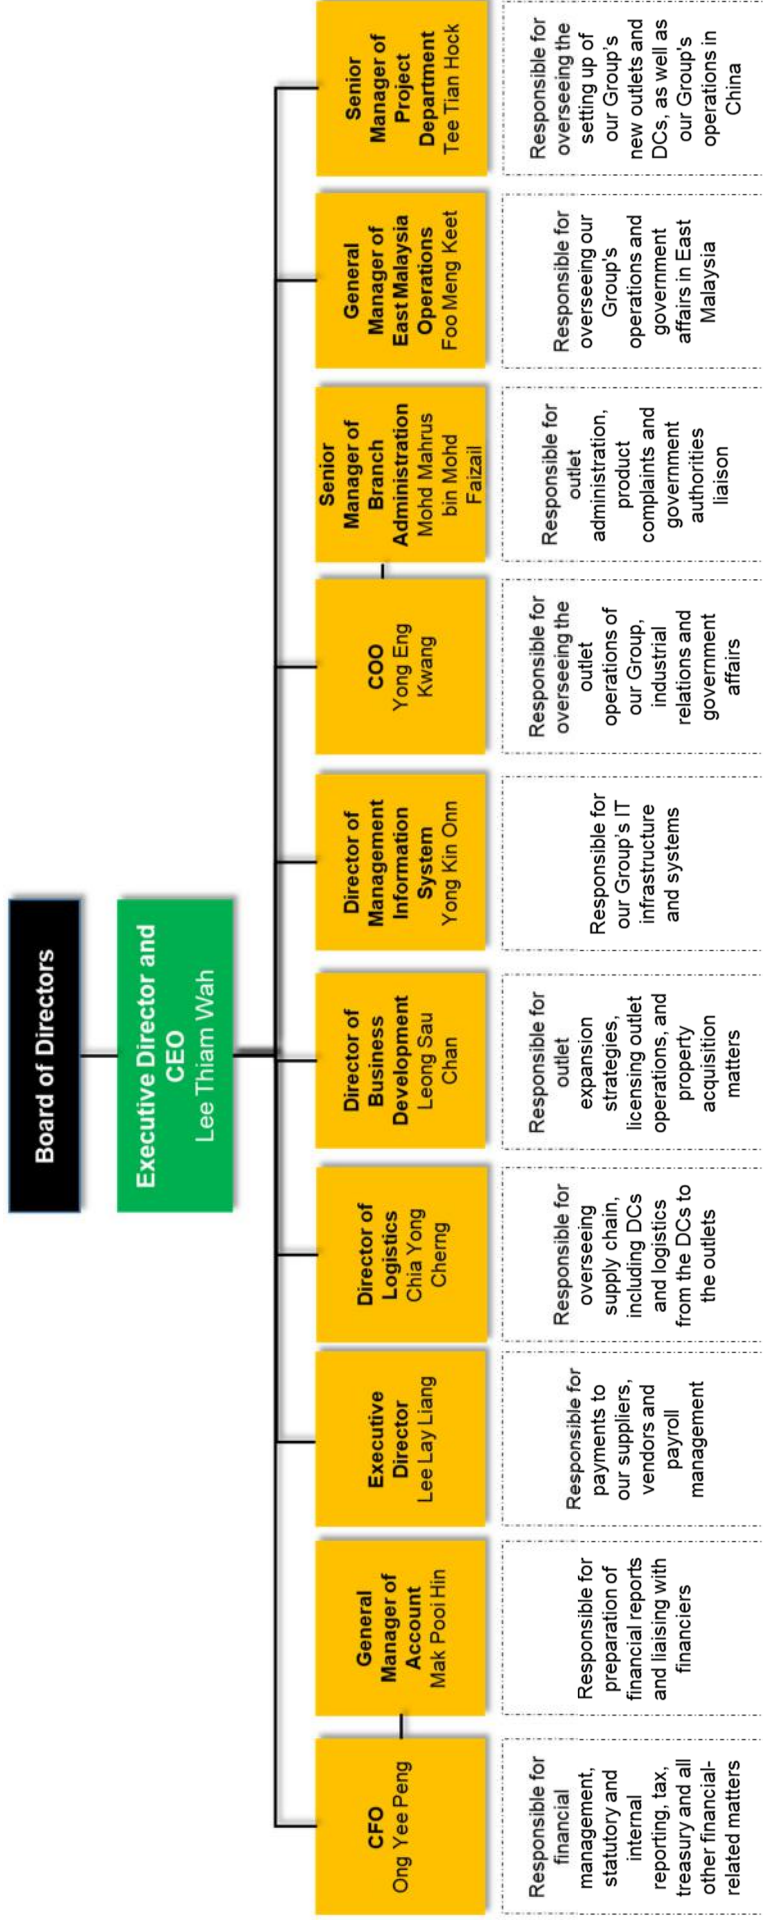 Board of Directors
Executive Director and
CEO
Lee Thiam Wah
CFO
Ong Yee Peng
General
Manager of
Account
Mak Pooi Hin
Executive
Director
Lee Lay Liang
Director of
Logistics
Chia Yong
Cherng
Director of
Business
Development
Leong Sau
Chan
Director of
Management
Information
System
Yong Kin Onn
COO
Yong Eng
Kwang
Senior
Manager of
Branch
Administration
Mohd Mahrus
bin Mohd
Faizail
General
Manager of
East Malaysia
Operations
Foo Meng Keet
Senior
Manager of
Project
Department
Tee Tian Hock
Responsible for
financial
management,
statutory and
internal
reporting, tax,
treasury and all
other financial-
related matters
Responsible for
preparation of
financial reports
and liaising with
financiers
Responsible for
payments to
our suppliers,
vendors and
payroll
management
Responsible for
overseeing
supply chain,
including DCs
and logistics
from the DCs to
the outlets
Responsible for
outlet
expansion
strategies,
licensing outlet
operations, and
property
acquisition
matters
Responsible for
our Group's IT
infrastructure
and systems
Responsible for
overseeing the
outlet
operations of
our Group,
industrial
relations and
government
affairs
Responsible for
outlet
administration,
product
complaints and
government
authorities
liaison
Responsible for
overseeing our
Group's
operations and
government
affairs in East
Malaysia
Responsible for
overseeing the
setting up of
our Group's
new outlets and
DCs, as well as
our Group's
operations in
China